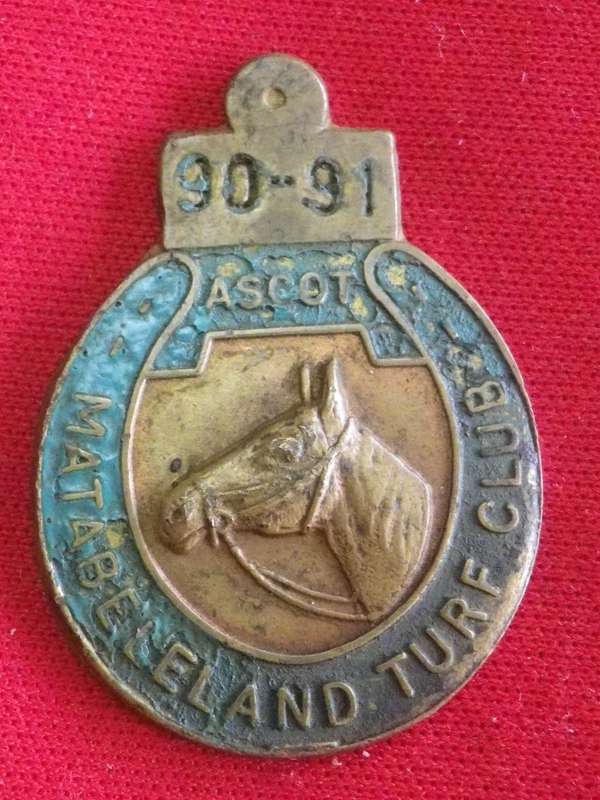 90-91
ASCOT
MATABELELAND TURF CLUB